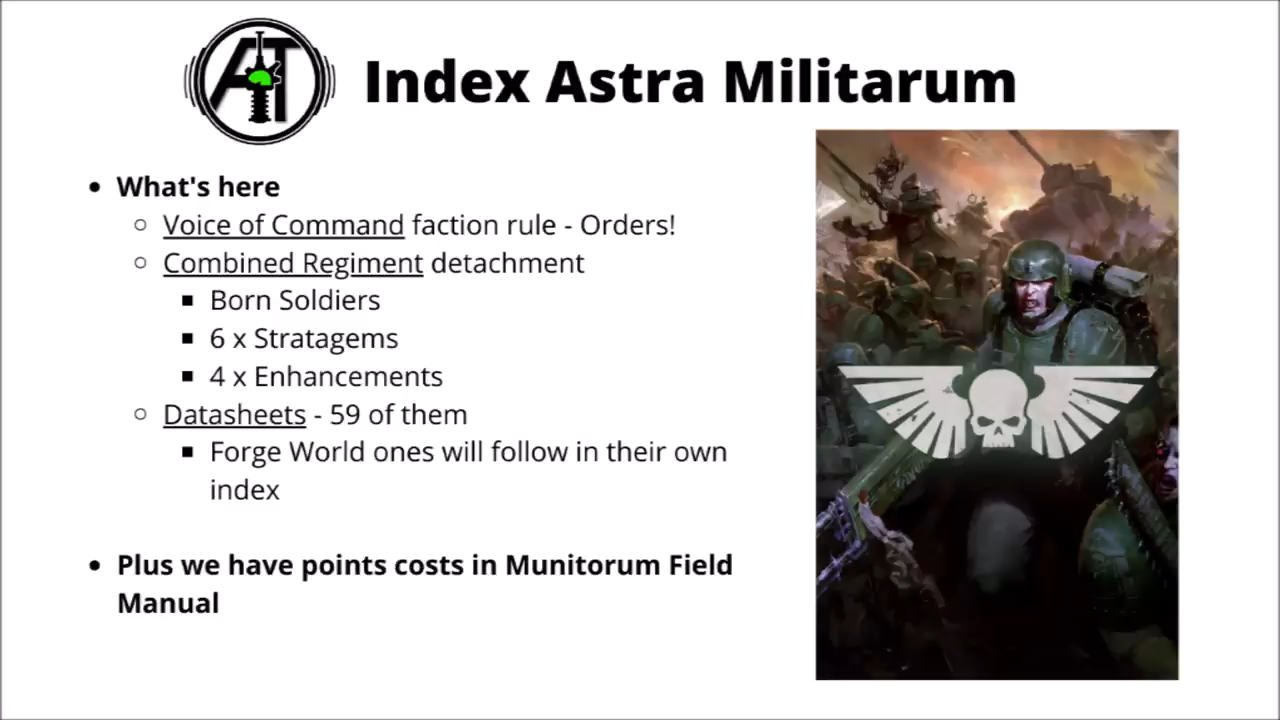 AT
Index Astra Militarum
• What's here
○ Voice of Command faction rule - Orders!
○ Combined Regiment detachment
▪ Born Soldiers
▪ 6 x Stratagems
▪ 4 x Enhancements
○ Datasheets - 59 of them
▪ Forge World ones will follow in their own
index
• Plus we have points costs in Munitorum Field
Manual